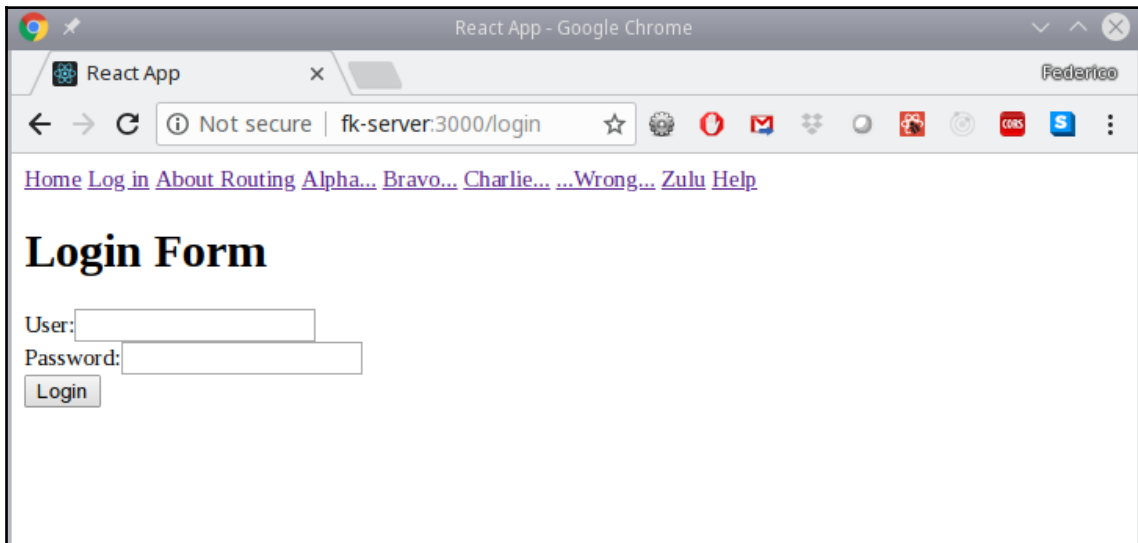 React App - Google Chrome
React App
Federico
Not secure | fk-server:3000/login
CORS
S
Home Log in About Routing Alpha... Bravo... Charlie... ...Wrong... Zulu Help
Login Form
User:
Password:
Login